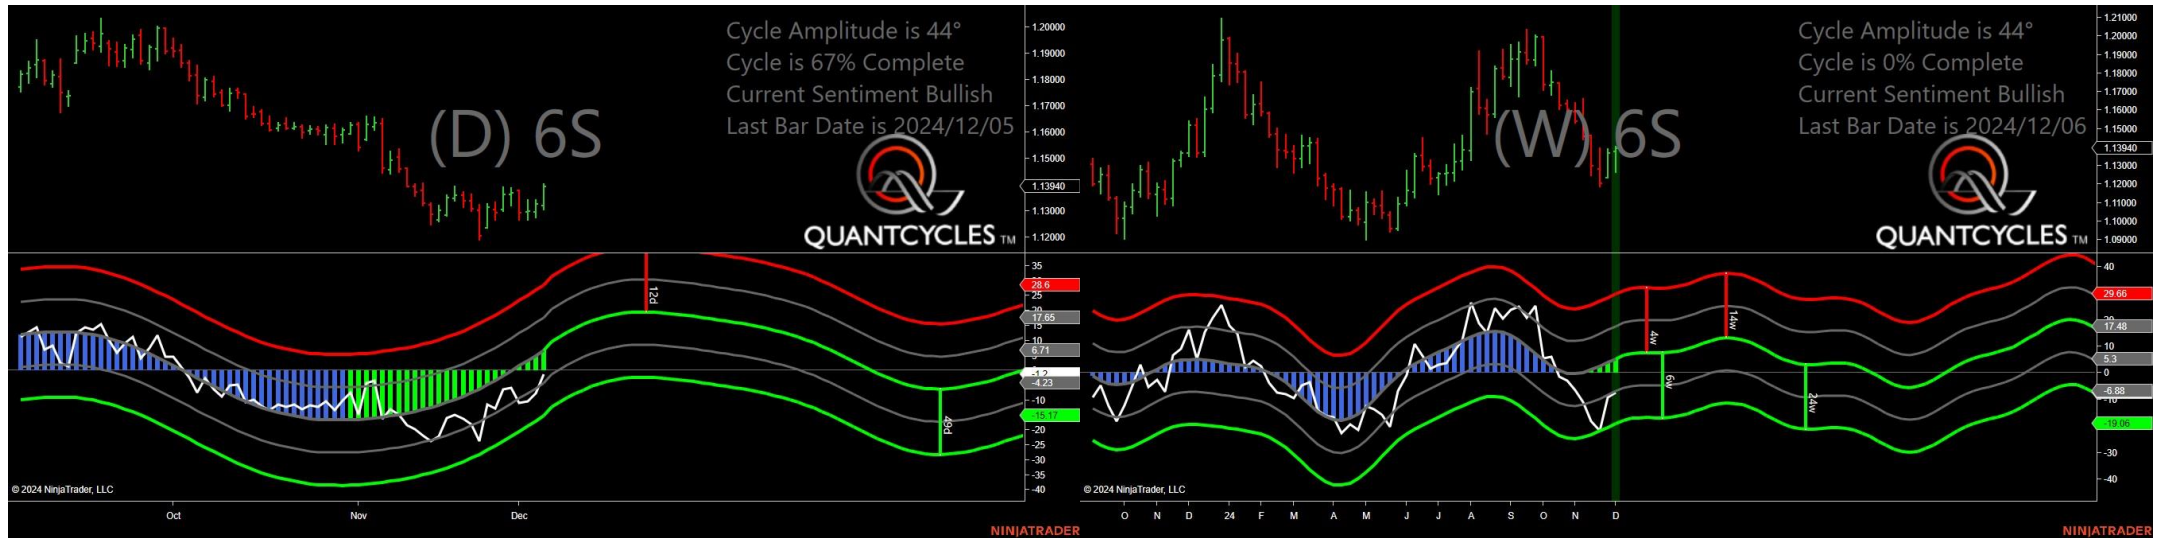 Cycle Amplitude is 44°
Cycle is 67% Complete
Current Sentiment Bullish
Last Bar Date is 2024/12/05
(D) 6S
QUANTCYCLES TM
1.20000
1.19000
1.18000
1.17000
1.16000
1.15000
1.13940
1.13000
1.12000
35
28.6
25
17.65
15
10
6.71
-1.2
-4.23
-10
-15.17
-20
-25
-30
-35
-40
12d
49d
© 2024 NinjaTrader, LLC
Oct
Nov
Dec
NINJATRADER
Cycle Amplitude is 44°
Cycle is 0% Complete
Current Sentiment Bullish
Last Bar Date is 2024/12/06
(W) 6S
QUANTCYCLES TM
1.21000
1.20000
1.19000
1.18000
1.17000
1.16000
1.15000
1.13940
1.13000
1.12000
1.11000
1.10000
1.09000
40
29.66
17.48
10
5.3
0
-6.88
-19.06
-30
-40
4w
14w
6w
24w
© 2024 NinjaTrader, LLC
O
N
D
24
F
M
A
M
J
J
A
S
O
N
D
NINJATRADER